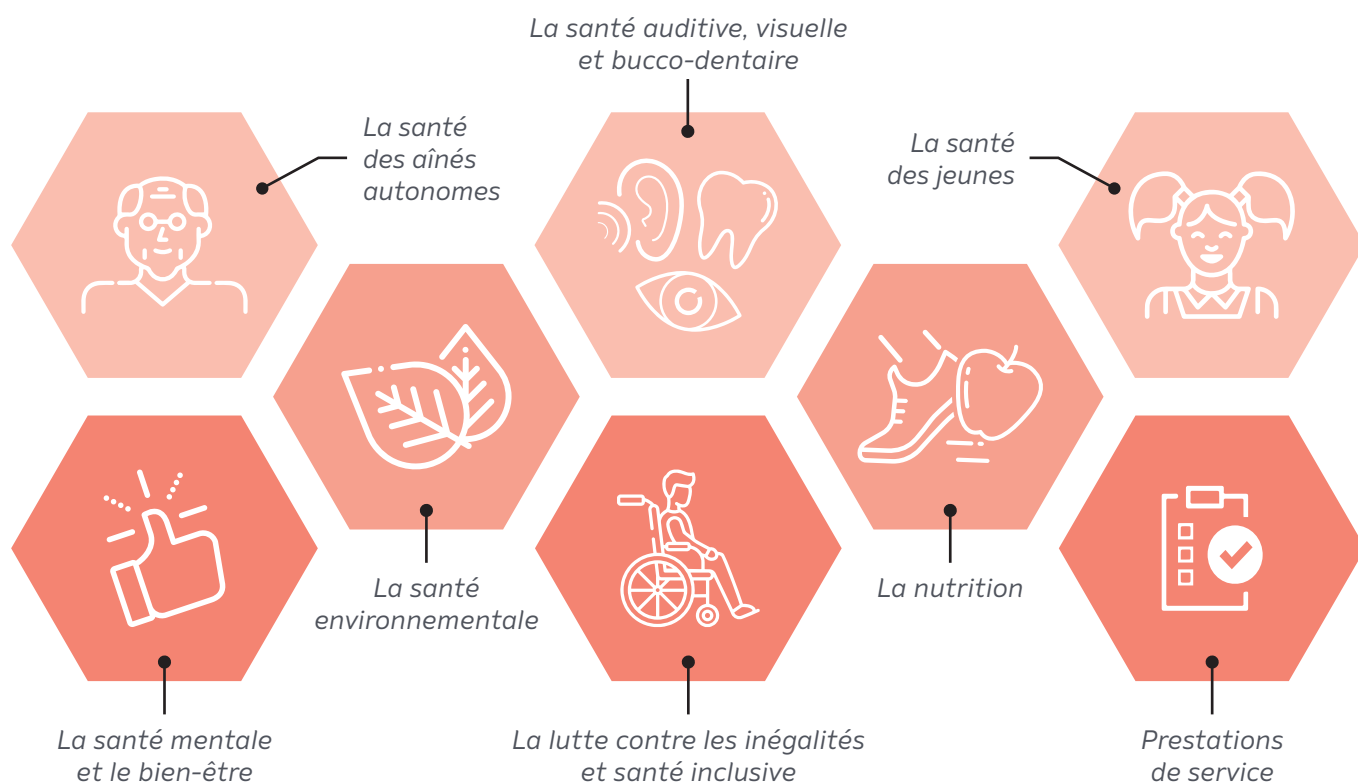 La santé auditive, visuelle
et bucco-dentaire
La santé
des aînés
autonomes
La santé
des jeunes
La santé
environnementale
La nutrition
La santé mentale
et le bien-être
La lutte contre les inégalités
et santé inclusive
Prestations
de service